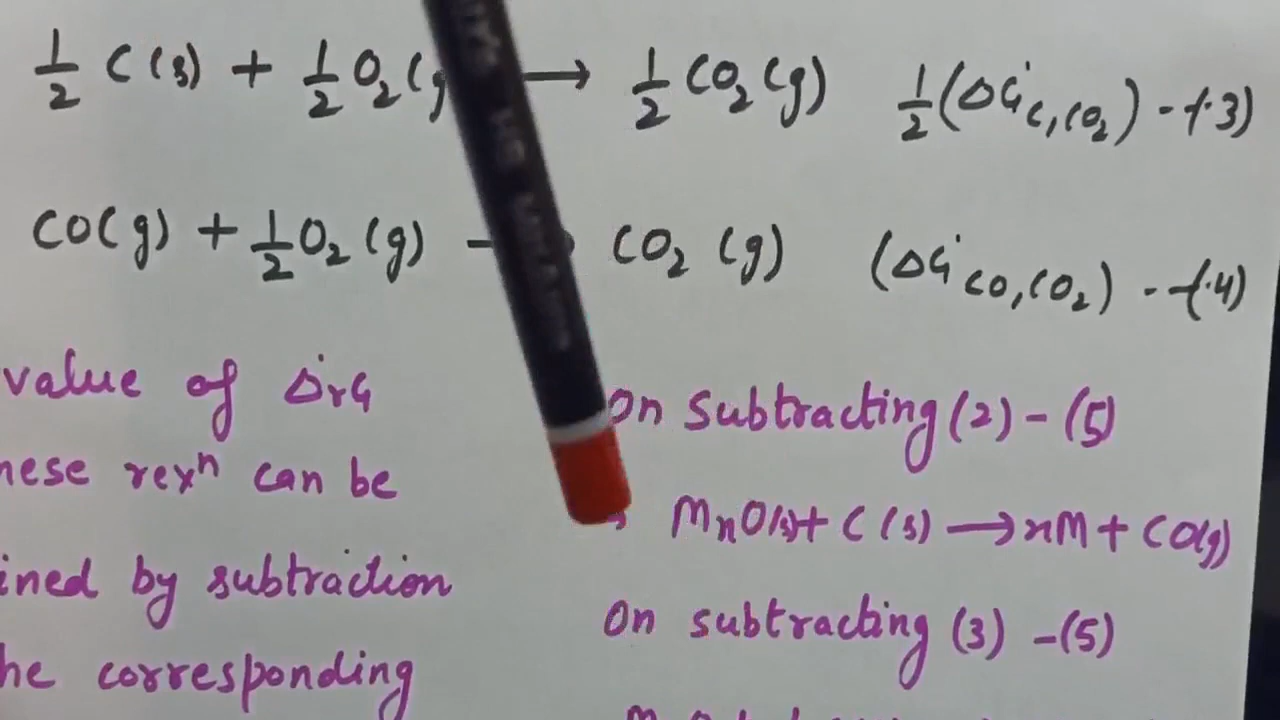 ½ C(s) + ½ O₂(g → ½ CO₂(g) ½(ΔG°C,CO₂) --(3)
CO(g) + ½ O₂(g) - CO₂(g) (ΔG°CO,CO₂) --(4)
value of ΔrG°
hese rexⁿ can be
ined by subtraction
he corresponding
On subtracting (2) - (5)
MxO(s) + C(s) → xM + CO(g)
On subtracting (3) - (5)